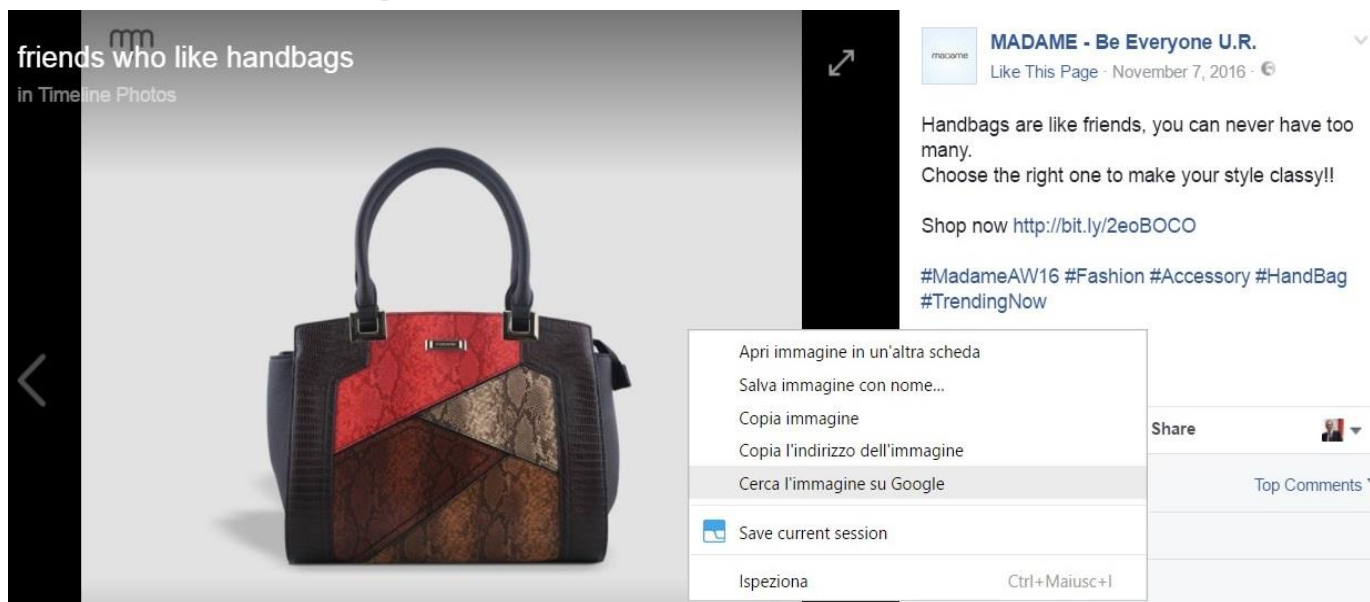 mm
friends who like handbags
in Timeline Photos
macame
MADAME - Be Everyone U.R.
Like This Page · November 7, 2016 ·
Handbags are like friends, you can never have too
many.
Choose the right one to make your style classy!!
Shop now http://bit.ly/2eoBOCO
#MadameAW16 #Fashion #Accessory #HandBag
#TrendingNow
Apri immagine in un'altra scheda
Salva immagine con nome...
Copia immagine
Copia l'indirizzo dell'immagine
Cerca l'immagine su Google
Save current session
Ispeziona Ctrl+Maiusc+I
Share
Top Comments